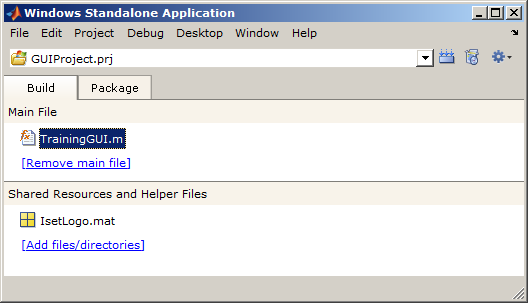 Windows Standalone Application
File Edit Project Debug Desktop Window Help
GUIProject.prj
Build Package
Main File
TrainingGUI.m
[Remove main file]
Shared Resources and Helper Files
IsetLogo.mat
[Add files/directories]